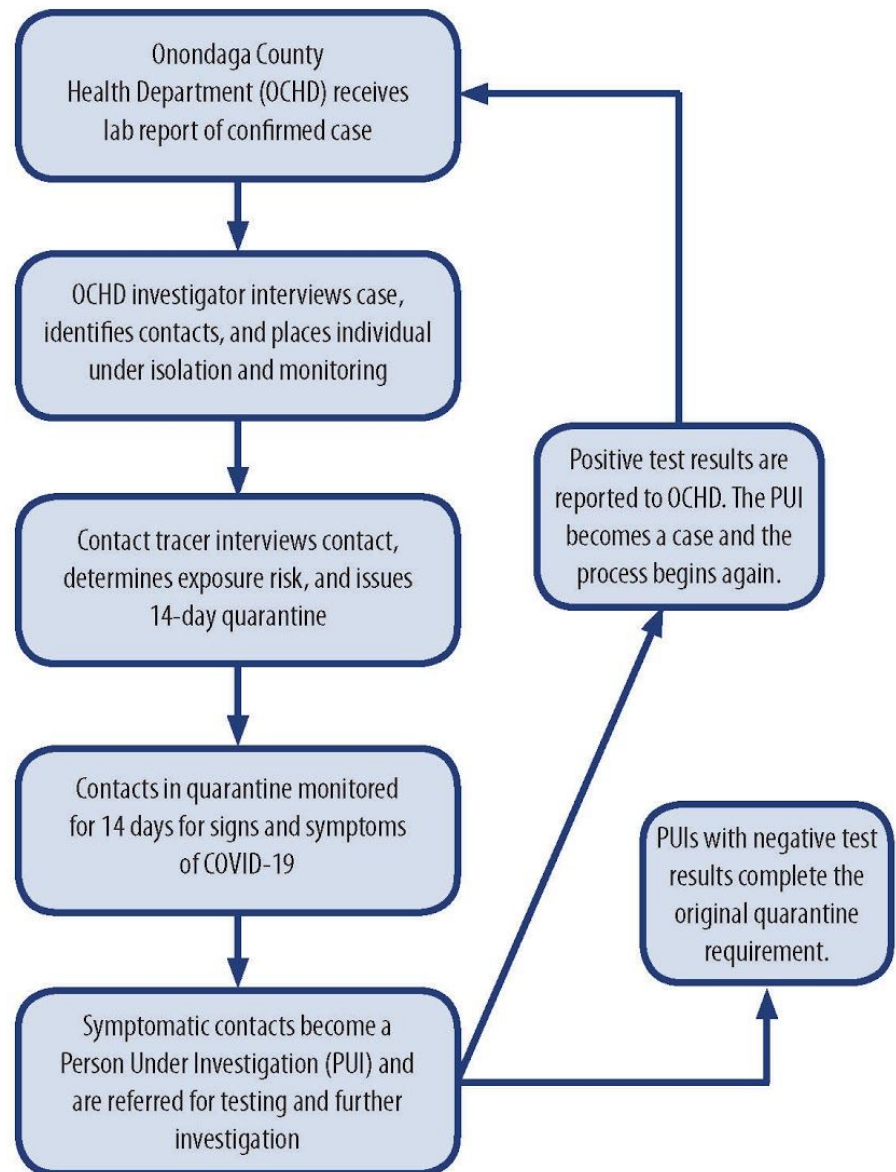 Onondaga County
Health Department (OCHD) receives
lab report of confirmed case
OCHD investigator interviews case,
identifies contacts, and places individual
under isolation and monitoring
Contact tracer interviews contact,
determines exposure risk, and issues
14-day quarantine
Contacts in quarantine monitored
for 14 days for signs and symptoms
of COVID-19
Symptomatic contacts become a
Person Under Investigation (PUI) and
are referred for testing and further
investigation
Positive test results are
reported to OCHD. The PUI
becomes a case and the
process begins again.
PUIs with negative test
results complete the
original quarantine
requirement.